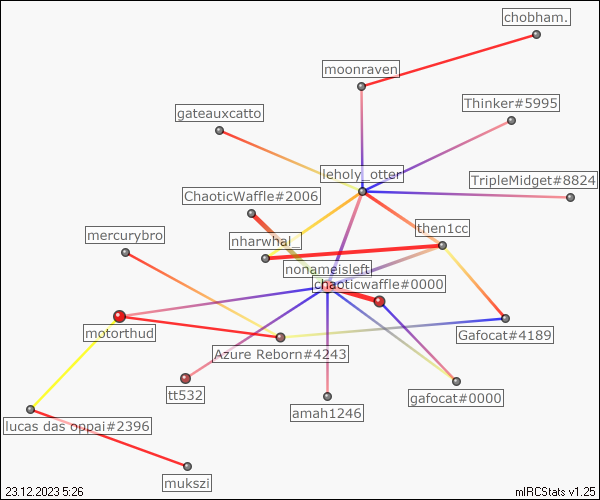 chobham.
moonraven
Thinker#5995
gateauxcatto
leholy_otter
TripleMidget#8824
ChaoticWaffle#2006
then1cc
mercurybro
nharwhal_
nonameisleft
chaoticwaffle#0000
motorthud
Gafocat#4189
Azure Reborn#4243
tt532
gafocat#0000
amah1246
lucas das oppai#2396
mukszi
23.12.2023 5:26
mIRCStats v1.25